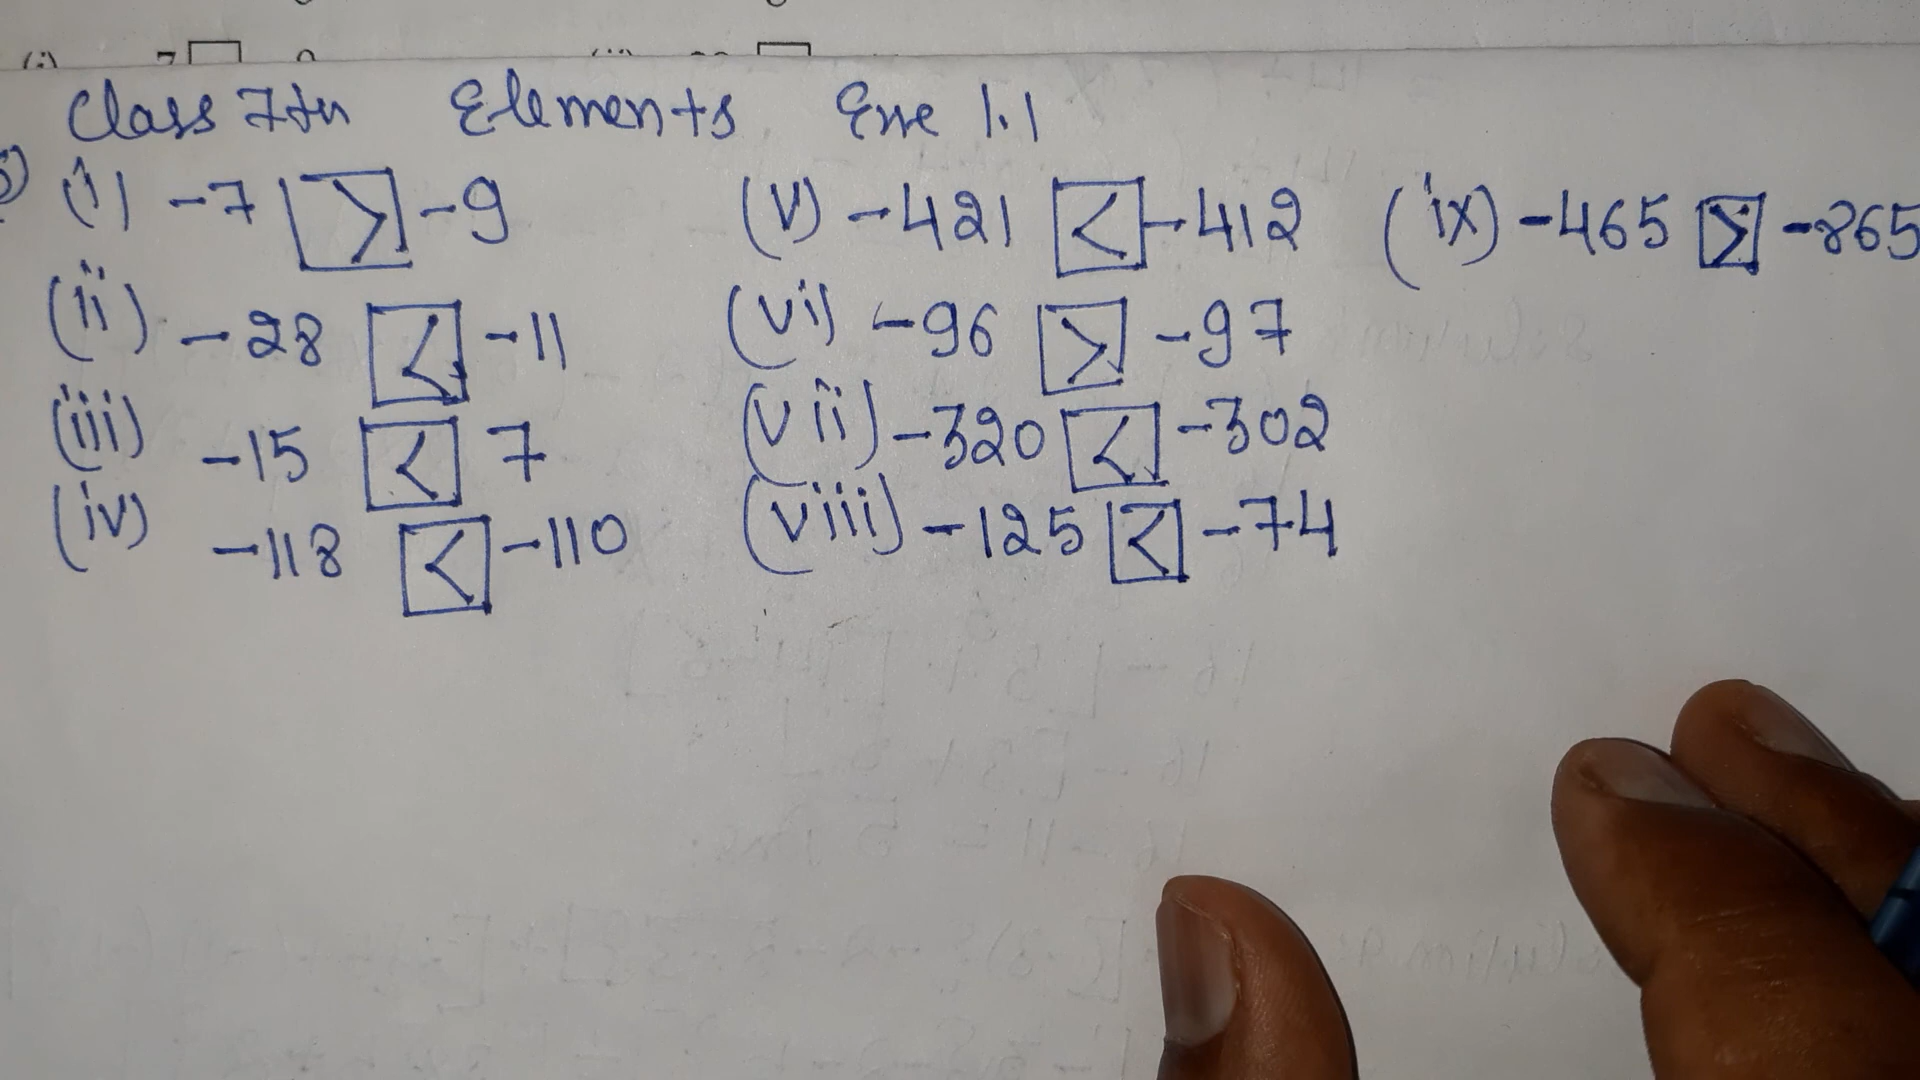 Class 7th Elements Exe 1.1
(i) -7 > -9
(ii) -28 < -11
(iii) -15 < 7
(iv) -118 < -110
(v) -421 < -412
(vi) -96 > -97
(vii) -320 < -302
(viii) -125 < -74
(ix) -465 > -865